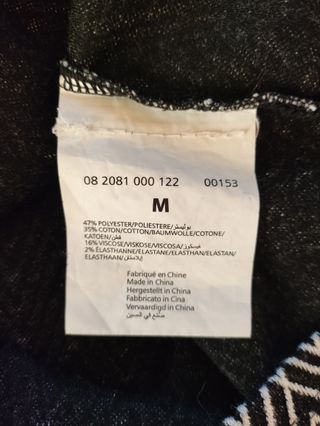 08 2081 000 122 00153
M
47% POLYESTER/POLIESTERE/بوليستر
35% COTON/COTTON/BAUMWOLLE/COTONE/
KATOEN/قطن
16% VISCOSE/VISKOSE/VISCOSA/فيسكوز
2% ELASTHANNE/ELASTANE/ELASTHAN/ELASTAN/
ELASTHAAN/إيلاستان
Fabriqué en Chine
Made in China
Hergestellt in China
Fabbricato in Cina
Vervaardigd in China
صنع في الصين